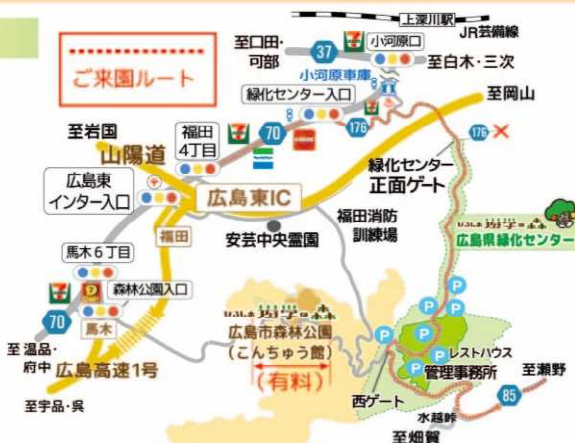 上深川駅
JR芸備線
至口田・
可部
37
小河原口
至白木・三次
ご来園ルート
小河原車庫
緑化センター入口
至岡山
至岩国
山陽道
福田
4丁目
70
176
176
緑化センター
正面ゲート
広島東
インター入口
広島東IC
福田消防
訓練場
安芸中央霊園
福田
広島県緑化センター
馬木6丁目
森林公園入口
馬木
70
広島市森林公園
(こんちゅう館)
(有料)
P
P
P
P
P
P
P
レストハウス
管理事務所
至温品・
府中
広島高速1号
西ゲート
至瀬野
85
水越峠
至宇品・呉
至畑賀